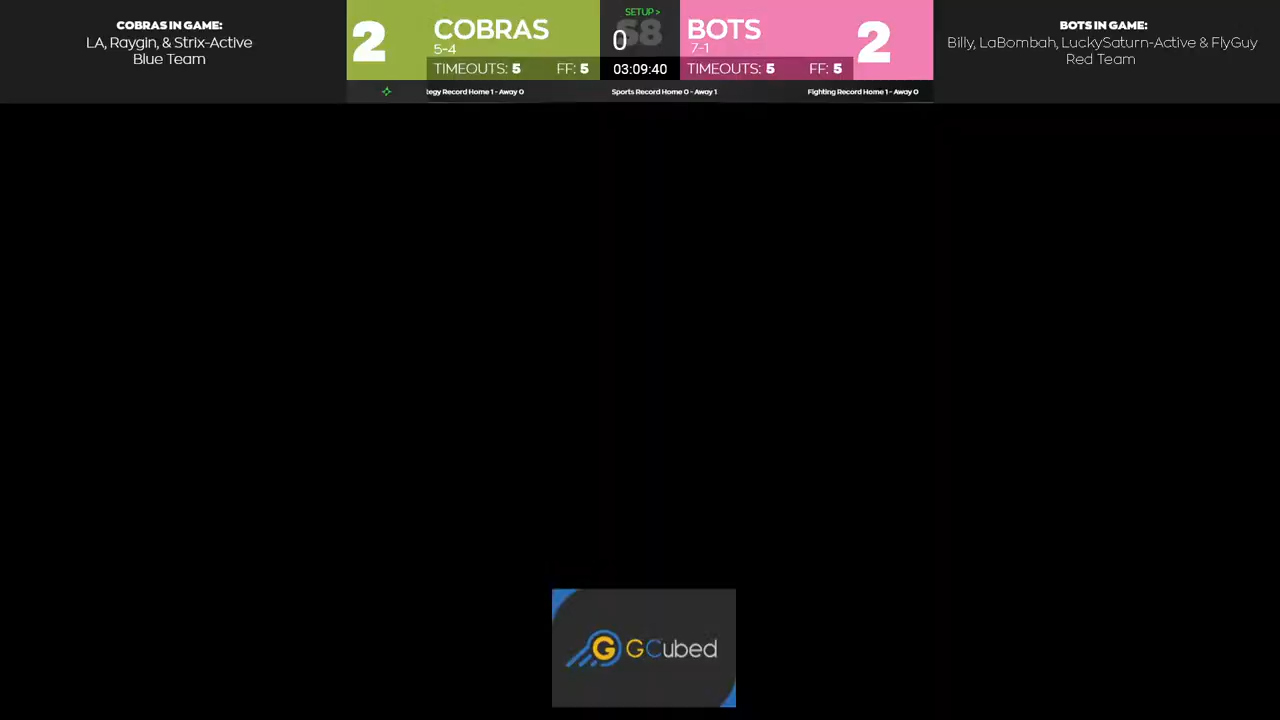 COBRAS IN GAME:
LA, Raygin, & Strix-Active
Blue Team
2
COBRAS
5-4
TIMEOUTS: 5 FF: 5
SETUP >
S8
0
03:09:40
BOTS
7-1
TIMEOUTS: 5 FF: 5
2
BOTS IN GAME:
Billy, LaBombah, LuckySaturn-Active & FlyGuy
Red Team
tegy Record Home 1 - Away 0 Sports Record Home 0 - Away 1 Fighting Record Home 1 - Away 0
G GCubed